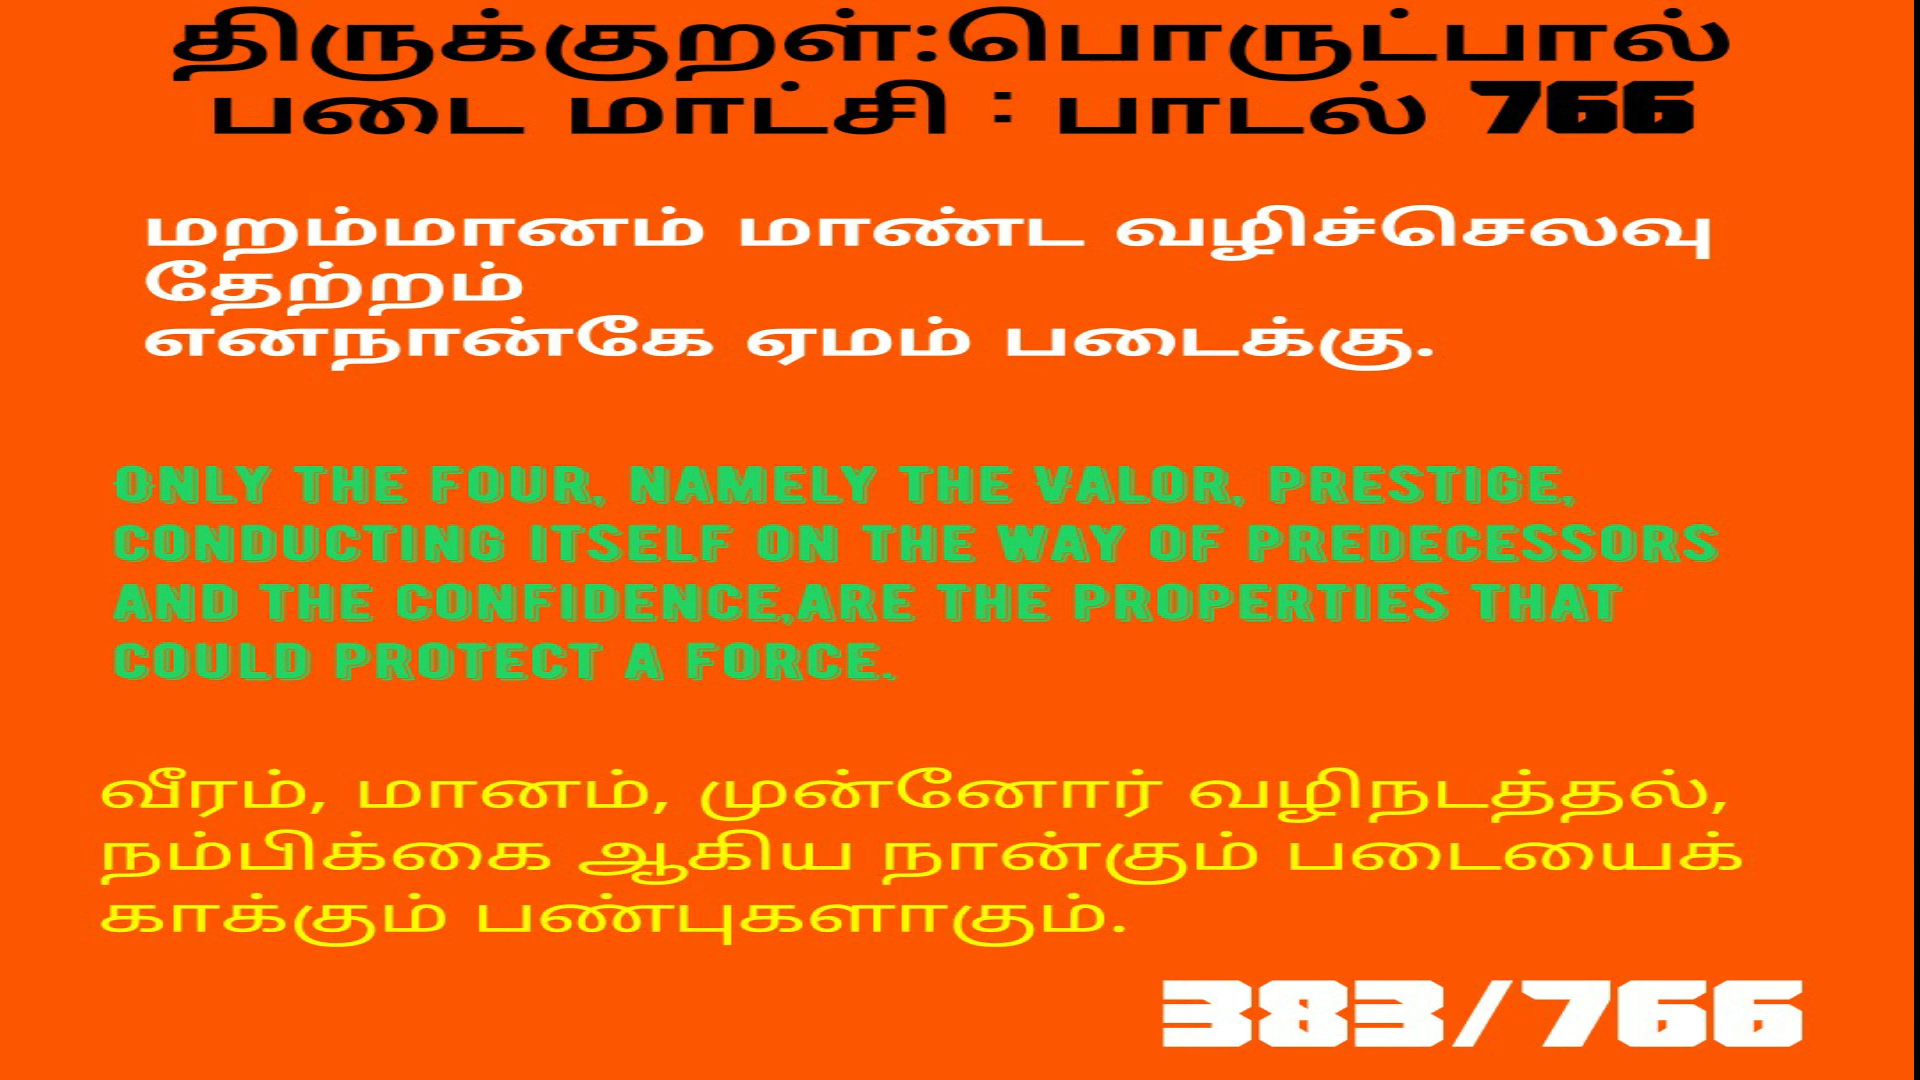 திருக்குறள்:பொருட்பால்
படை மாட்சி : பாடல் 766
மறம்மானம் மாண்ட வழிச்செலவு
தேற்றம்
எனநான்கே ஏமம் படைக்கு.
ONLY THE FOUR, NAMELY THE VALOR, PRESTIGE,
CONDUCTING ITSELF ON THE WAY OF PREDECESSORS
AND THE CONFIDENCE,ARE THE PROPERTIES THAT
COULD PROTECT A FORCE.
வீரம், மானம், முன்னோர் வழிநடத்தல்,
நம்பிக்கை ஆகிய நான்கும் படையைக்
காக்கும் பண்புகளாகும்.
383/766